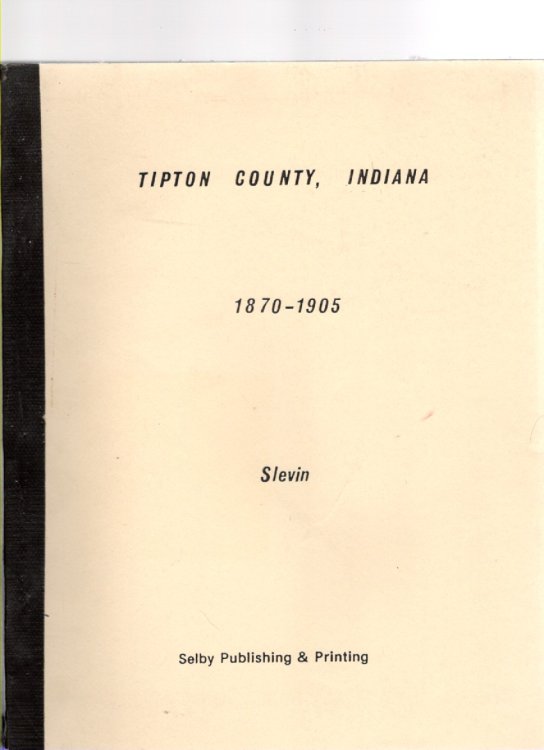 TIPTON COUNTY, INDIANA
1870-1905
Slevin
Selby Publishing & Printing